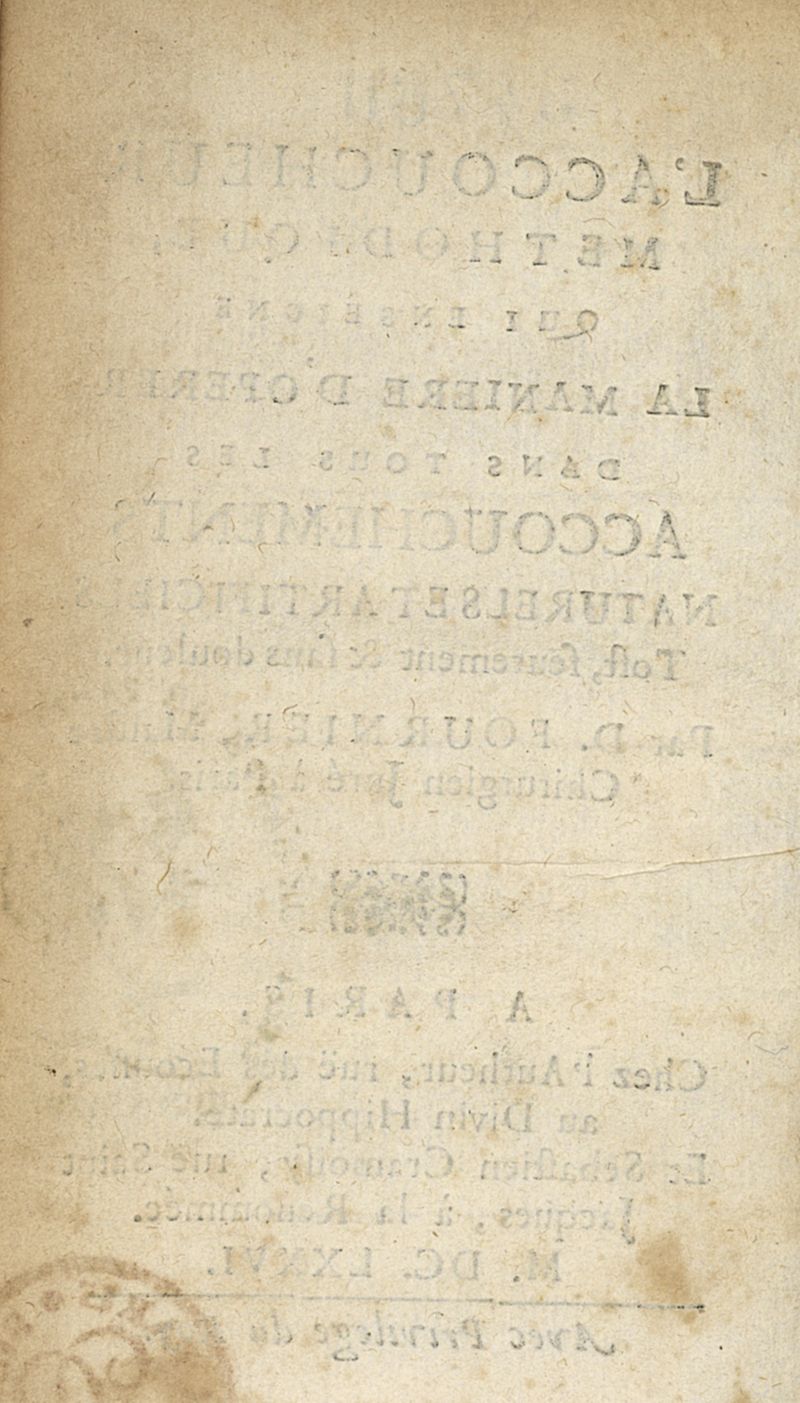 L'ACCOUCHEUR
METHODIQUE,
QUI ENSEIGNE
LA MANIERE D'OPERER
DANS TOUS LES
ACCOUCHEMENTS
NATURELS ET ARTIFICIELS
Tost, seurement & sans douleur.
Par D. FOURNIER,
Chirurgien Juré à Paris.
A PARIS.
Chez l'Autheur, ruë des
au Divin Hippocrate.
Et Sebastien Cramoisy, ruë Saint
Jacques, à la Renommée.
M. DC. LXXVI.
Avec Privilege du Roy.